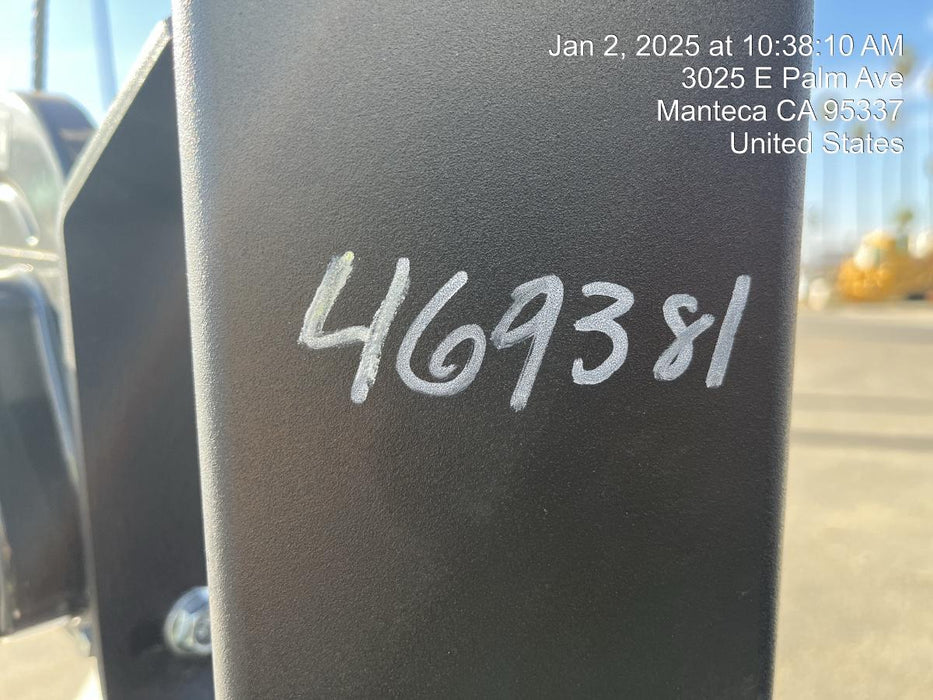 Jan 2, 2025 at 10:38:10 AM
3025 E Palm Ave
Manteca CA 95337
United States
469381